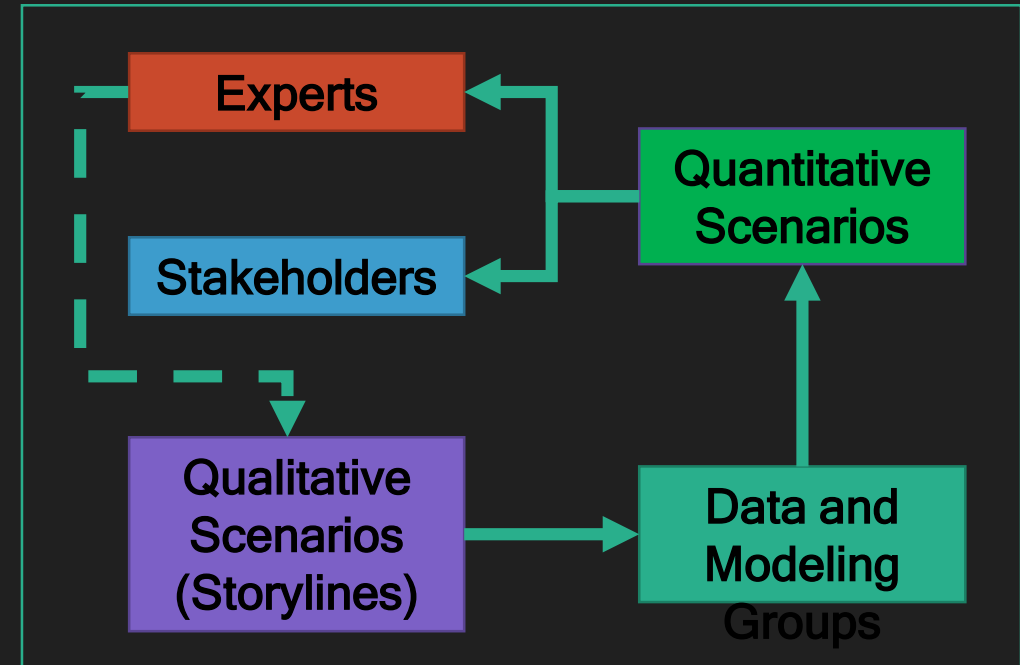 Experts
Quantitative
Scenarios
Stakeholders
Qualitative
Scenarios
(Storylines)
Data and
Modeling
Groups